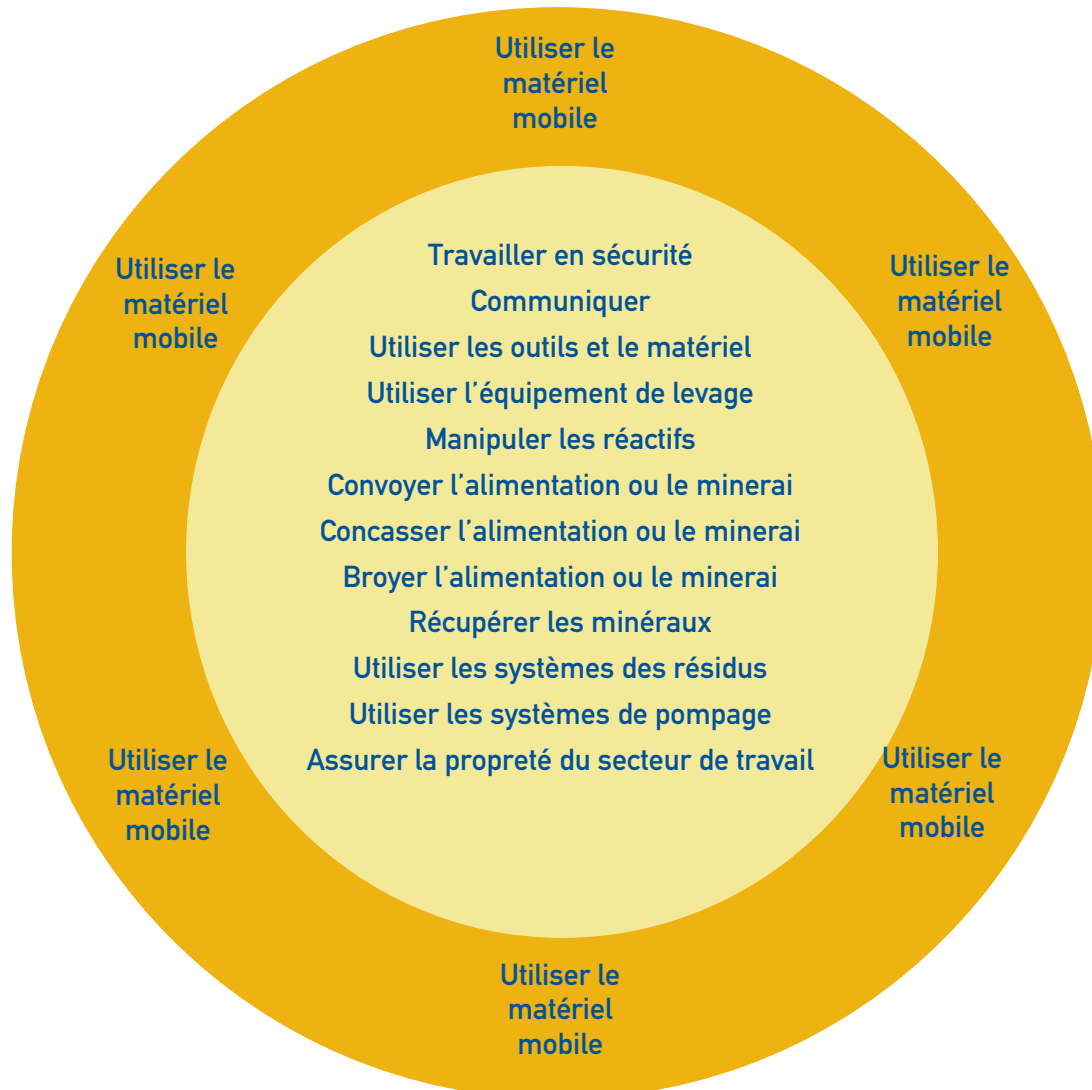 Utiliser le
matériel
mobile
Utiliser le
matériel
mobile
Utiliser le
matériel
mobile
Travailler en sécurité
Communiquer
Utiliser les outils et le matériel
Utiliser l’équipement de levage
Manipuler les réactifs
Convoyer l’alimentation ou le minerai
Concasser l’alimentation ou le minerai
Broyer l’alimentation ou le minerai
Récupérer les minéraux
Utiliser les systèmes des résidus
Utiliser les systèmes de pompage
Assurer la propreté du secteur de travail
Utiliser le
matériel
mobile
Utiliser le
matériel
mobile
Utiliser le
matériel
mobile